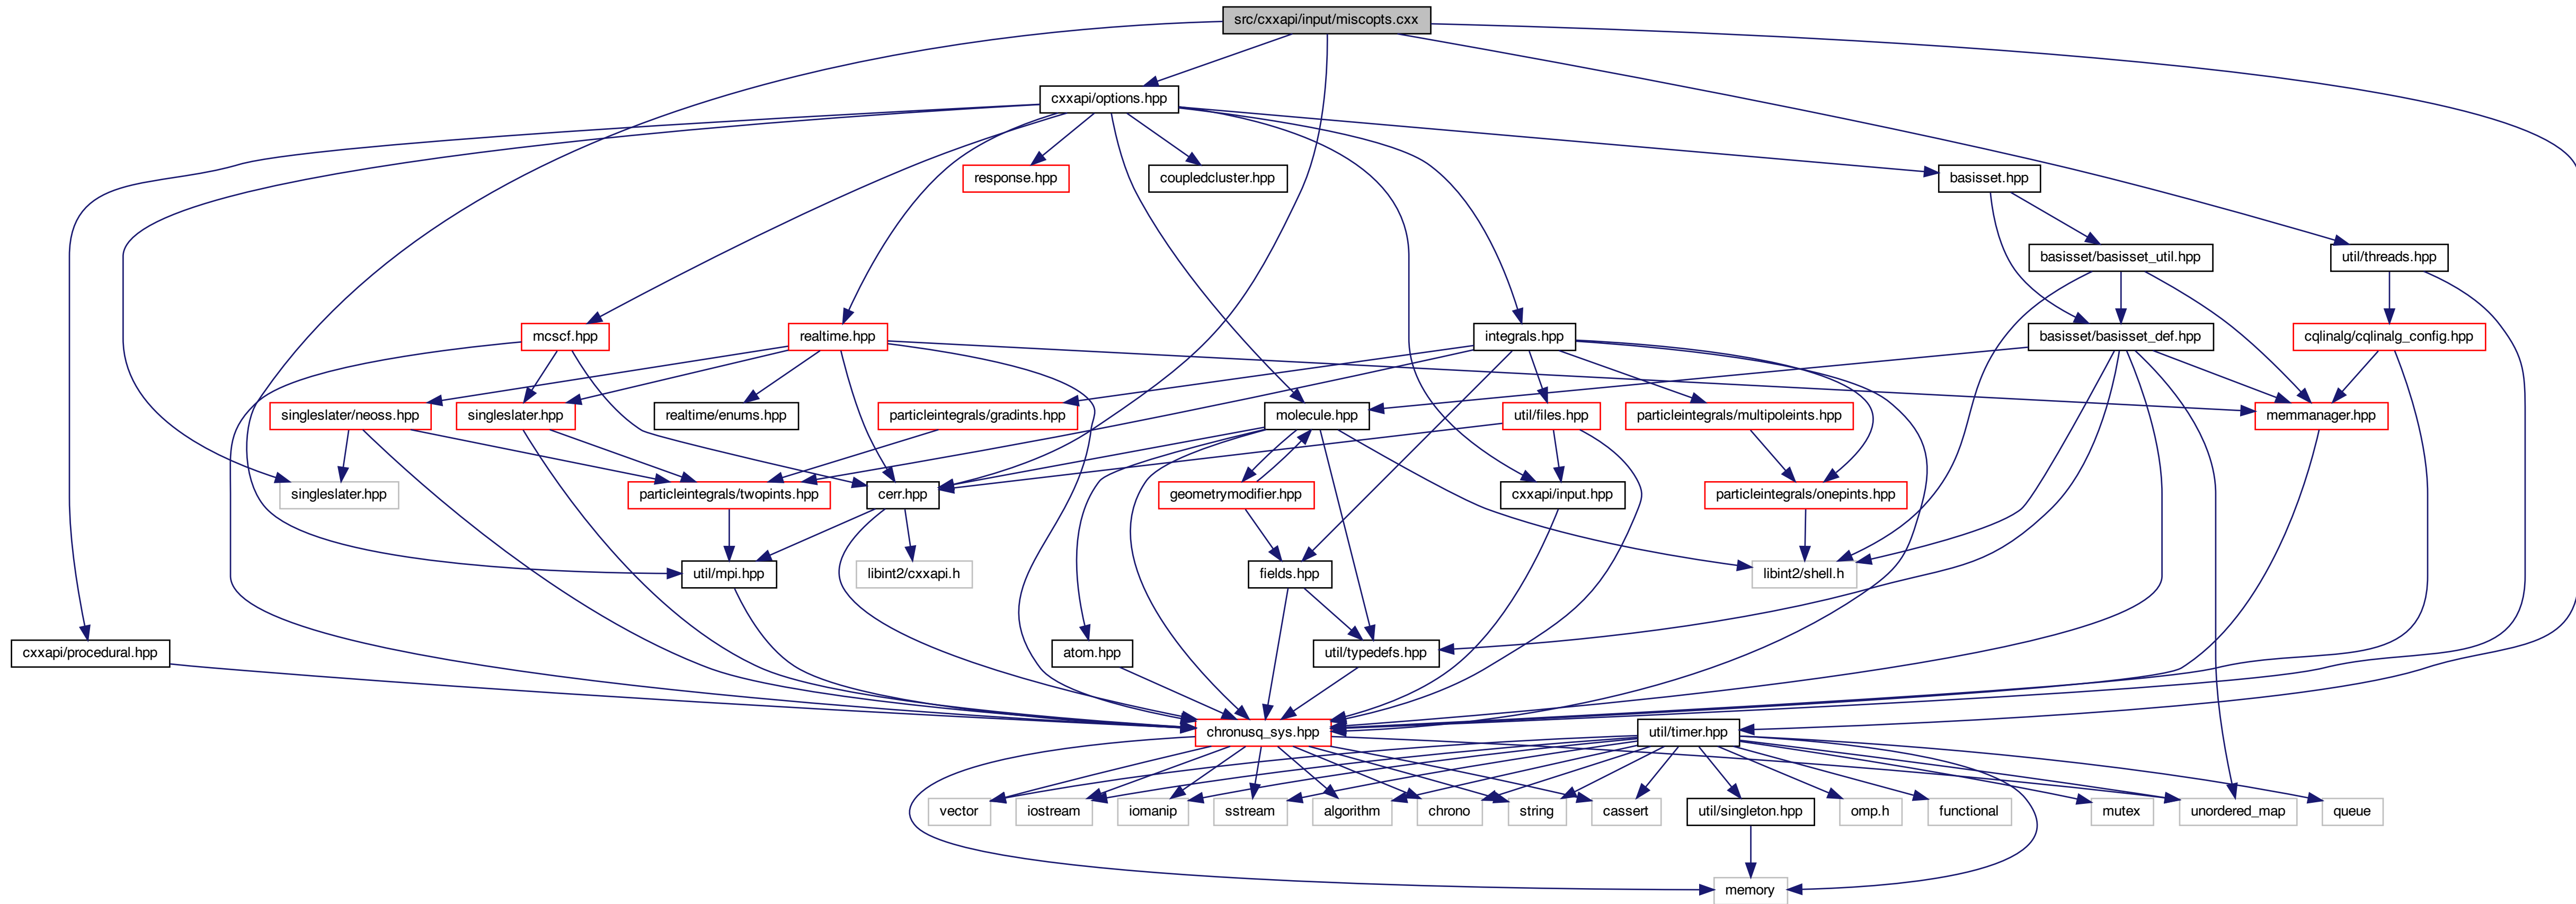 src/cxxapi/input/miscopts.cxx
cxxapi/options.hpp
response.hpp
coupledcluster.hpp
basisset.hpp
basisset/basisset_util.hpp
util/threads.hpp
mcscf.hpp
realtime.hpp
integrals.hpp
basisset/basisset_def.hpp
cqlinalg/cqlinalg_config.hpp
singleslater/neoss.hpp
singleslater.hpp
realtime/enums.hpp
particleintegrals/gradints.hpp
molecule.hpp
util/files.hpp
particleintegrals/multipoleints.hpp
memmanager.hpp
singleslater.hpp
particleintegrals/twopints.hpp
cerr.hpp
geometrymodifier.hpp
cxxapi/input.hpp
particleintegrals/onepints.hpp
util/mpi.hpp
libint2/cxxapi.h
fields.hpp
libint2/shell.h
cxxapi/procedural.hpp
atom.hpp
util/typedefs.hpp
chronusq_sys.hpp
util/timer.hpp
vector
iostream
iomanip
sstream
algorithm
chrono
string
cassert
util/singleton.hpp
omp.h
functional
mutex
unordered_map
queue
memory